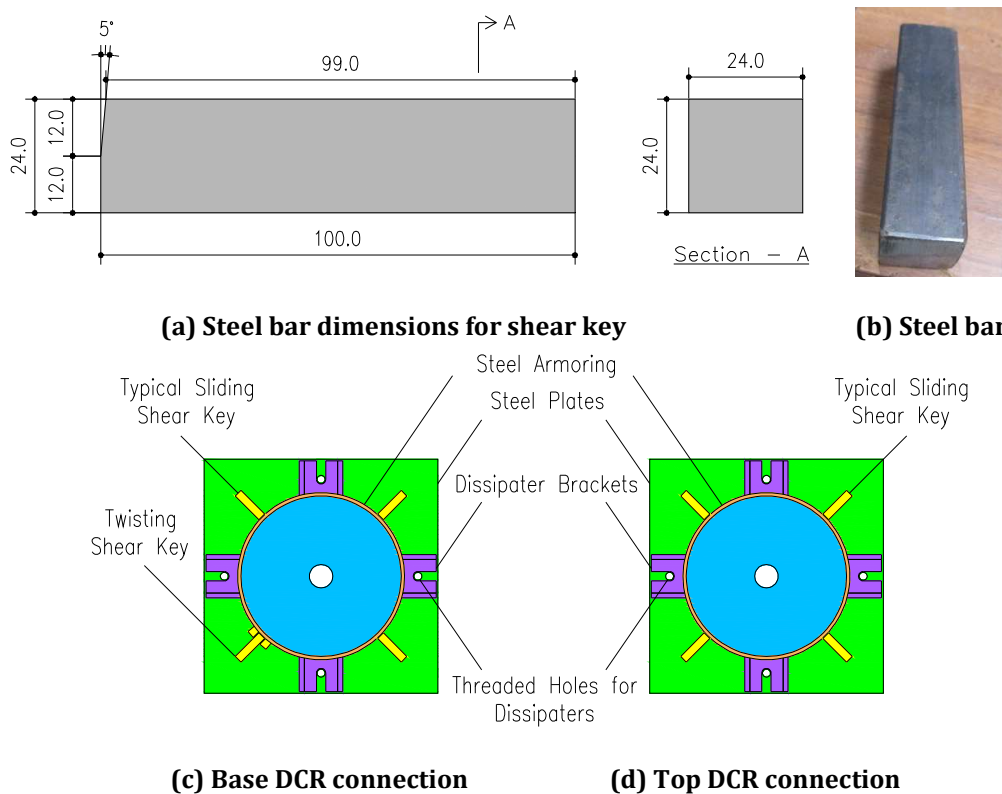 5°
A
99.0
24.0
12.0
12.0
100.0
24.0
24.0
Section – A
(a) Steel bar dimensions for shear key
(b) Steel bar
Typical Sliding
Shear Key
Steel Armoring
Steel Plates
Typical Sliding
Shear Key
Dissipater Brackets
Twisting
Shear Key
Threaded Holes for
Dissipaters
(c) Base DCR connection
(d) Top DCR connection